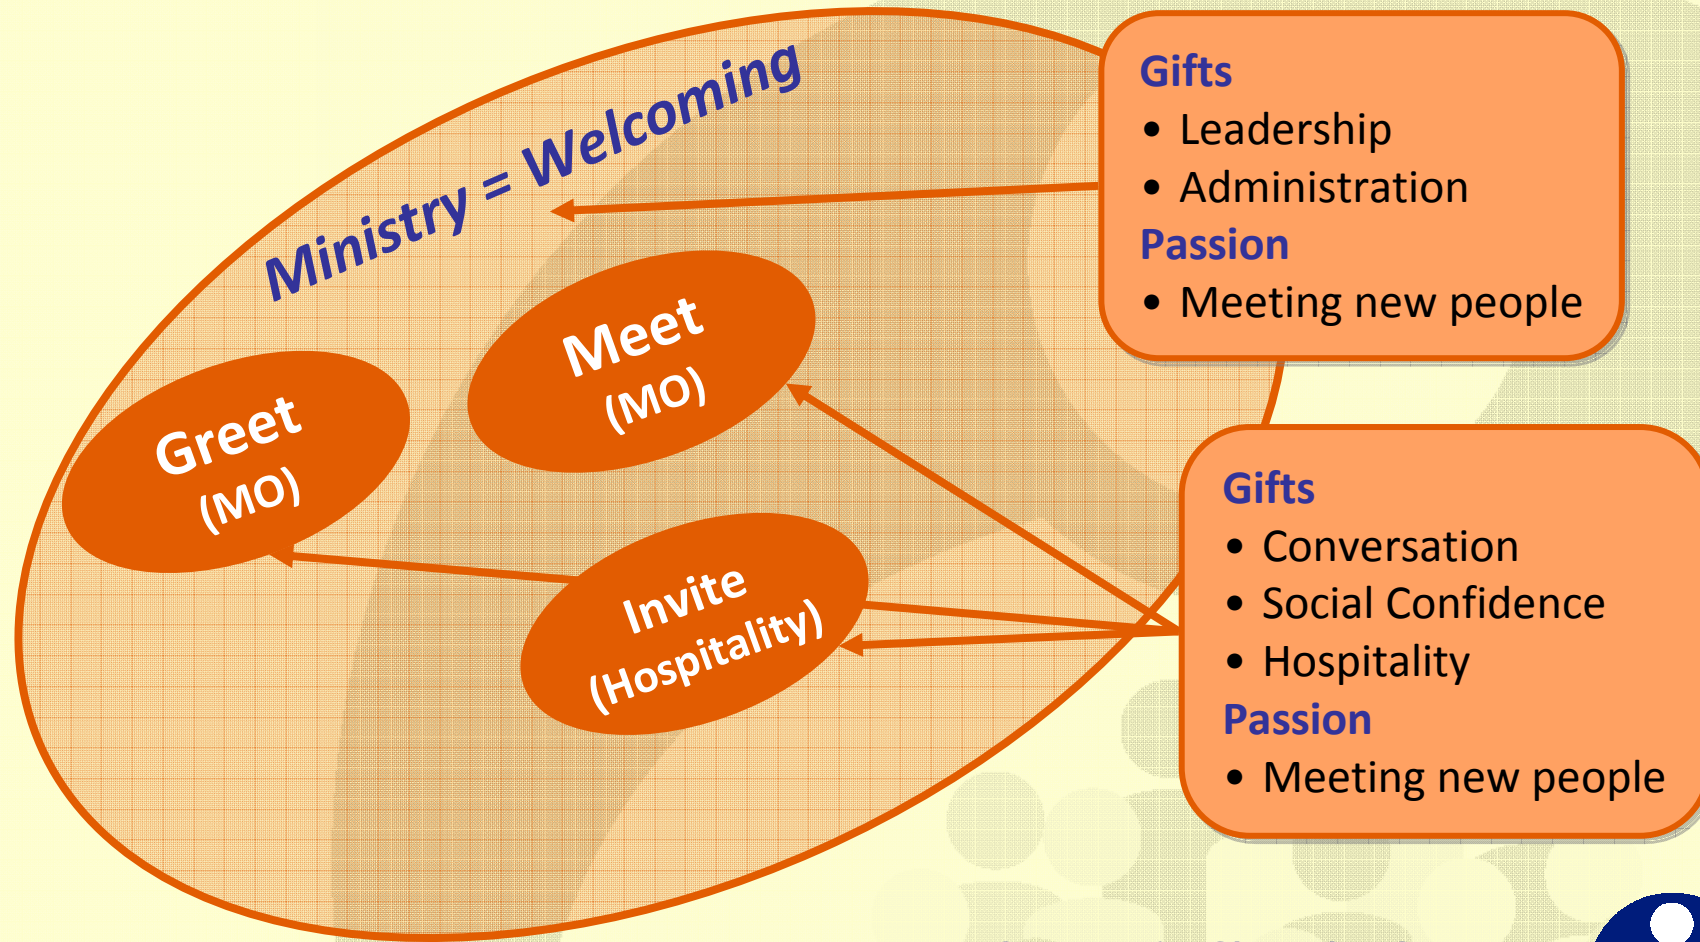 Ministry = Welcoming
Gifts
• Leadership
• Administration
Passion
• Meeting new people
Meet
(MO)
Greet
(MO)
Invite
(Hospitality)
Gifts
• Conversation
• Social Confidence
• Hospitality
Passion
• Meeting new people